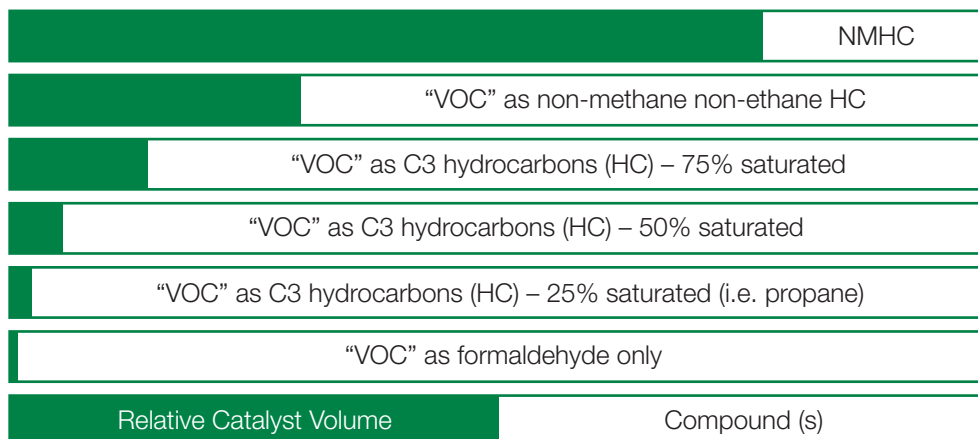 NMHC
“VOC” as non-methane non-ethane HC
“VOC” as C3 hydrocarbons (HC) – 75% saturated
“VOC” as C3 hydrocarbons (HC) – 50% saturated
“VOC” as C3 hydrocarbons (HC) – 25% saturated (i.e. propane)
“VOC” as formaldehyde only
Relative Catalyst Volume Compound (s)